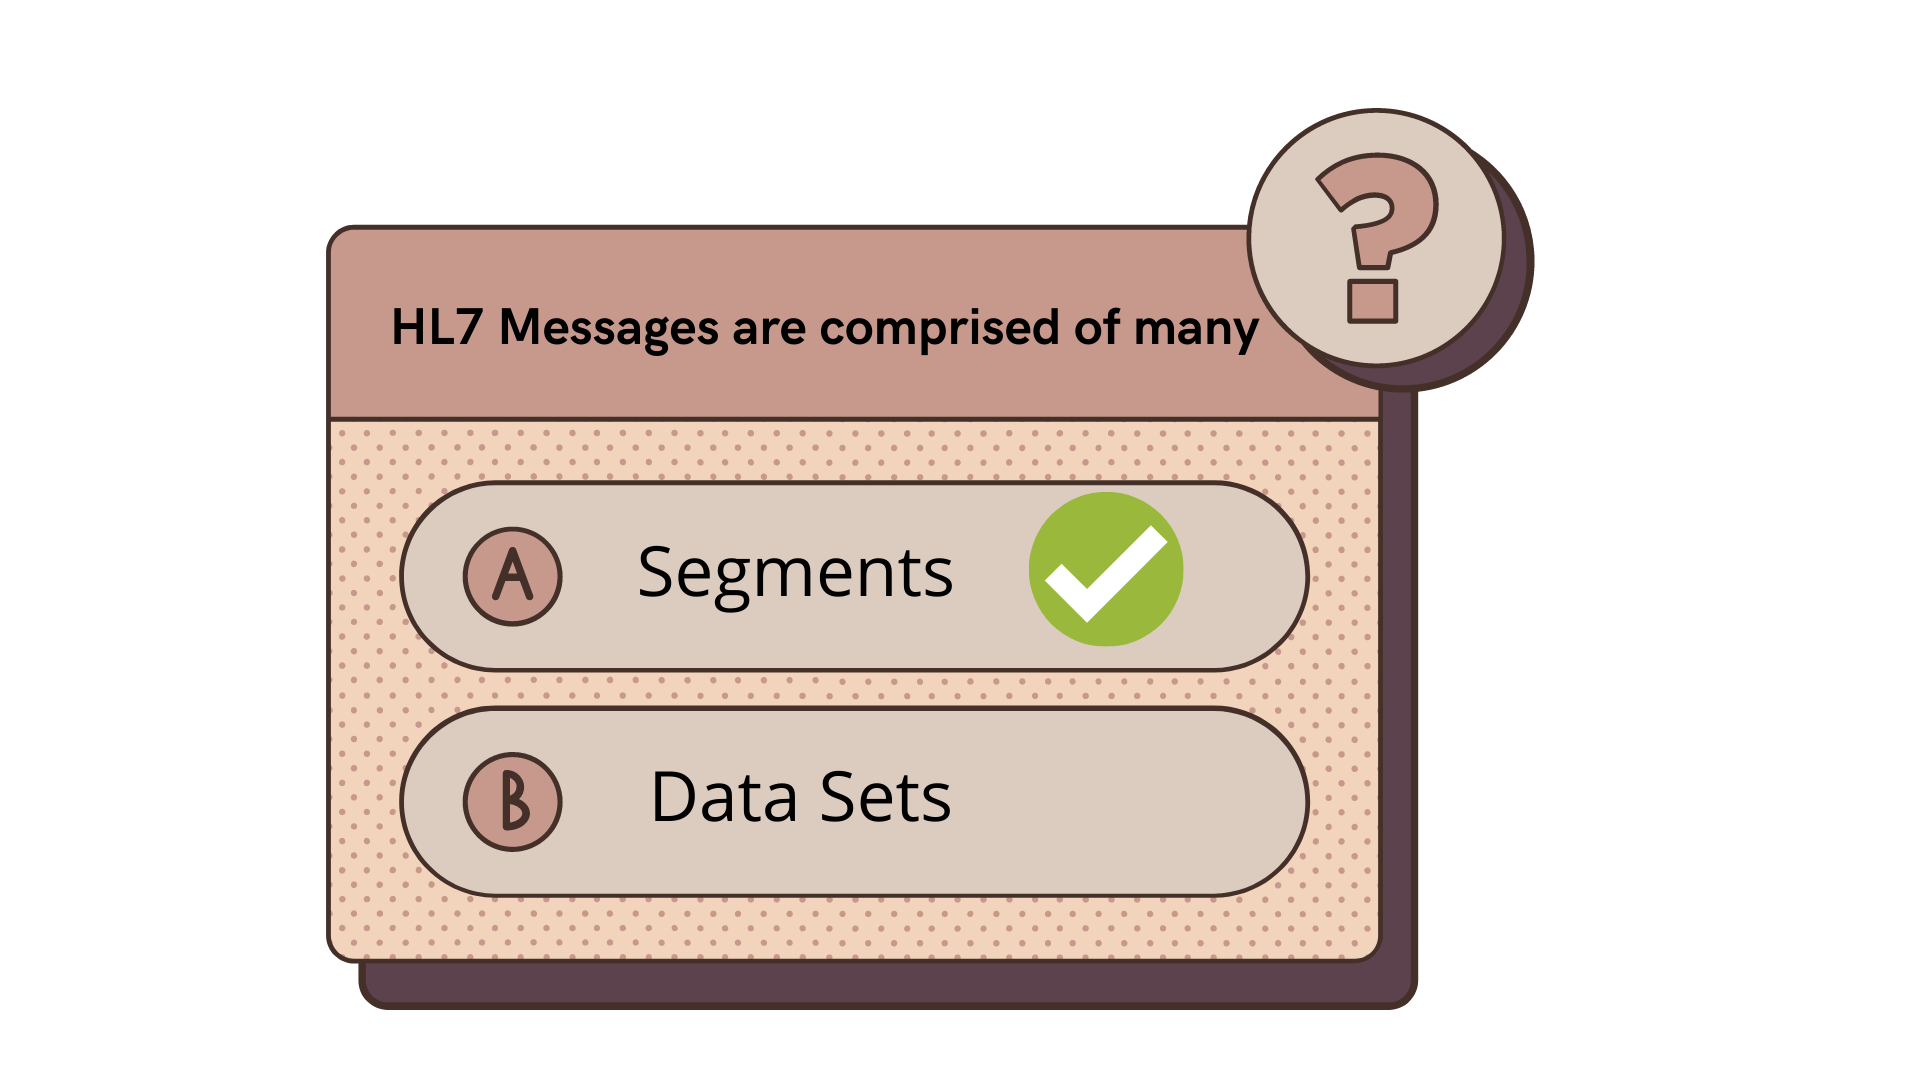 ?
HL7 Messages are comprised of many
A Segments
B Data Sets